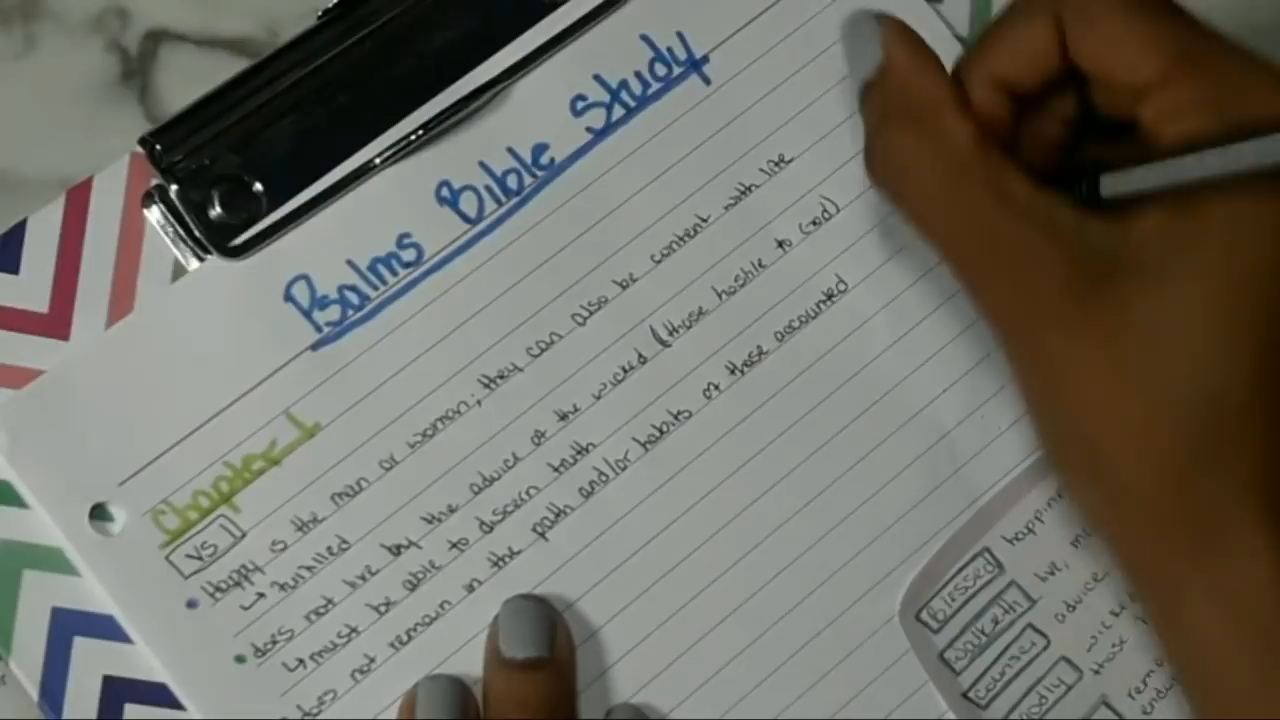 Psalms Bible Study
Chapter 1
VS 1
Happy is the man or woman; they can also be content with life
↳ fulfilled
does not live by the advice of the wicked (those hostile to God)
↳ must be able to discern truth
does not remain in the path and/or habits of those accounted
Blessed
Walketh live,
Counsel advice
those